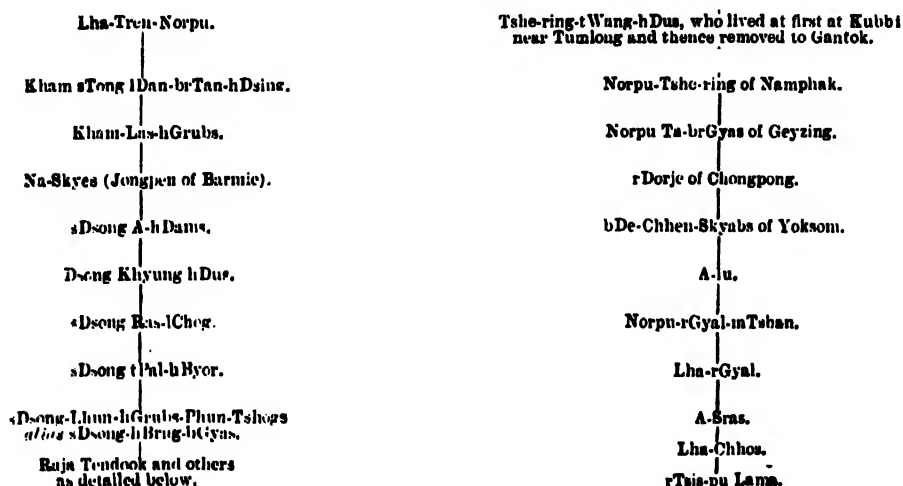 Lha-Tren-Norpu.
Kham sTong lDan-brTan-hDsing.
Kham-Las-hGrubs.
Na-Skyes (Jongpen of Barmie).
sDsong A-hDams.
Dsong Khyung hDus.
sDsong Ras-lChog.
sDsong tPal-hByor.
sDsong-Lhun-hGrubs-Phun-Tshogs
alias sDsong-hBrug-bGyas.
Raja Tendook and others
as detailed below.
Tshe-ring-tWang-hDus, who lived at first at Kubbi
near Tumlong and thence removed to Gantok.
Norpu-Tshe-ring of Namphak.
Norpu Ta-brGyas of Geyzing.
rDorje of Chongpong.
bDe-Chhen-Skyabs of Yoksom.
Norpu-rGyal-mTshan.
Lha-rGyal.
A-Sras.
Lha-Chhos.
rTsis-pu Lama.